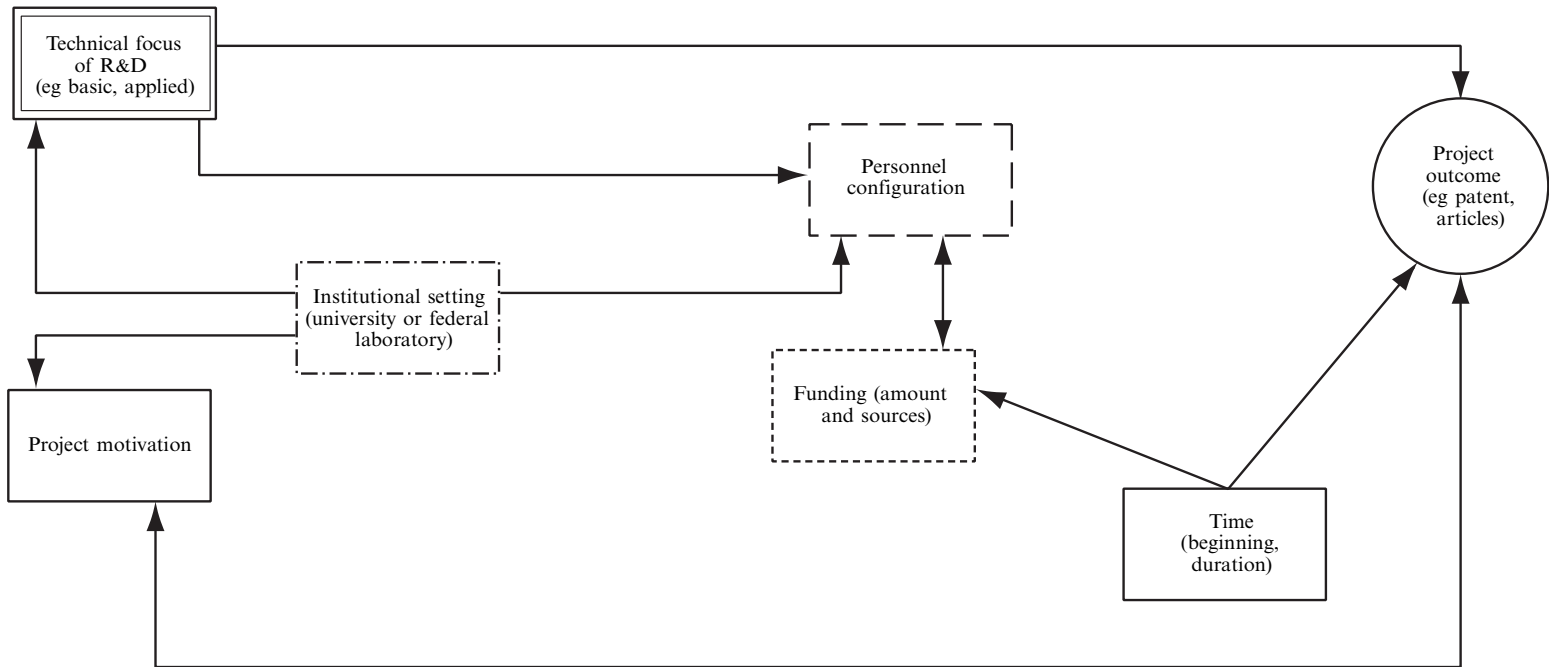 Technical focus
of R&D
(eg basic, applied)
Personnel
configuration
Project
outcome
(eg patent,
articles)
Institutional setting
(university or federal
laboratory)
Funding (amount
and sources)
Project motivation
Time
(beginning,
duration)